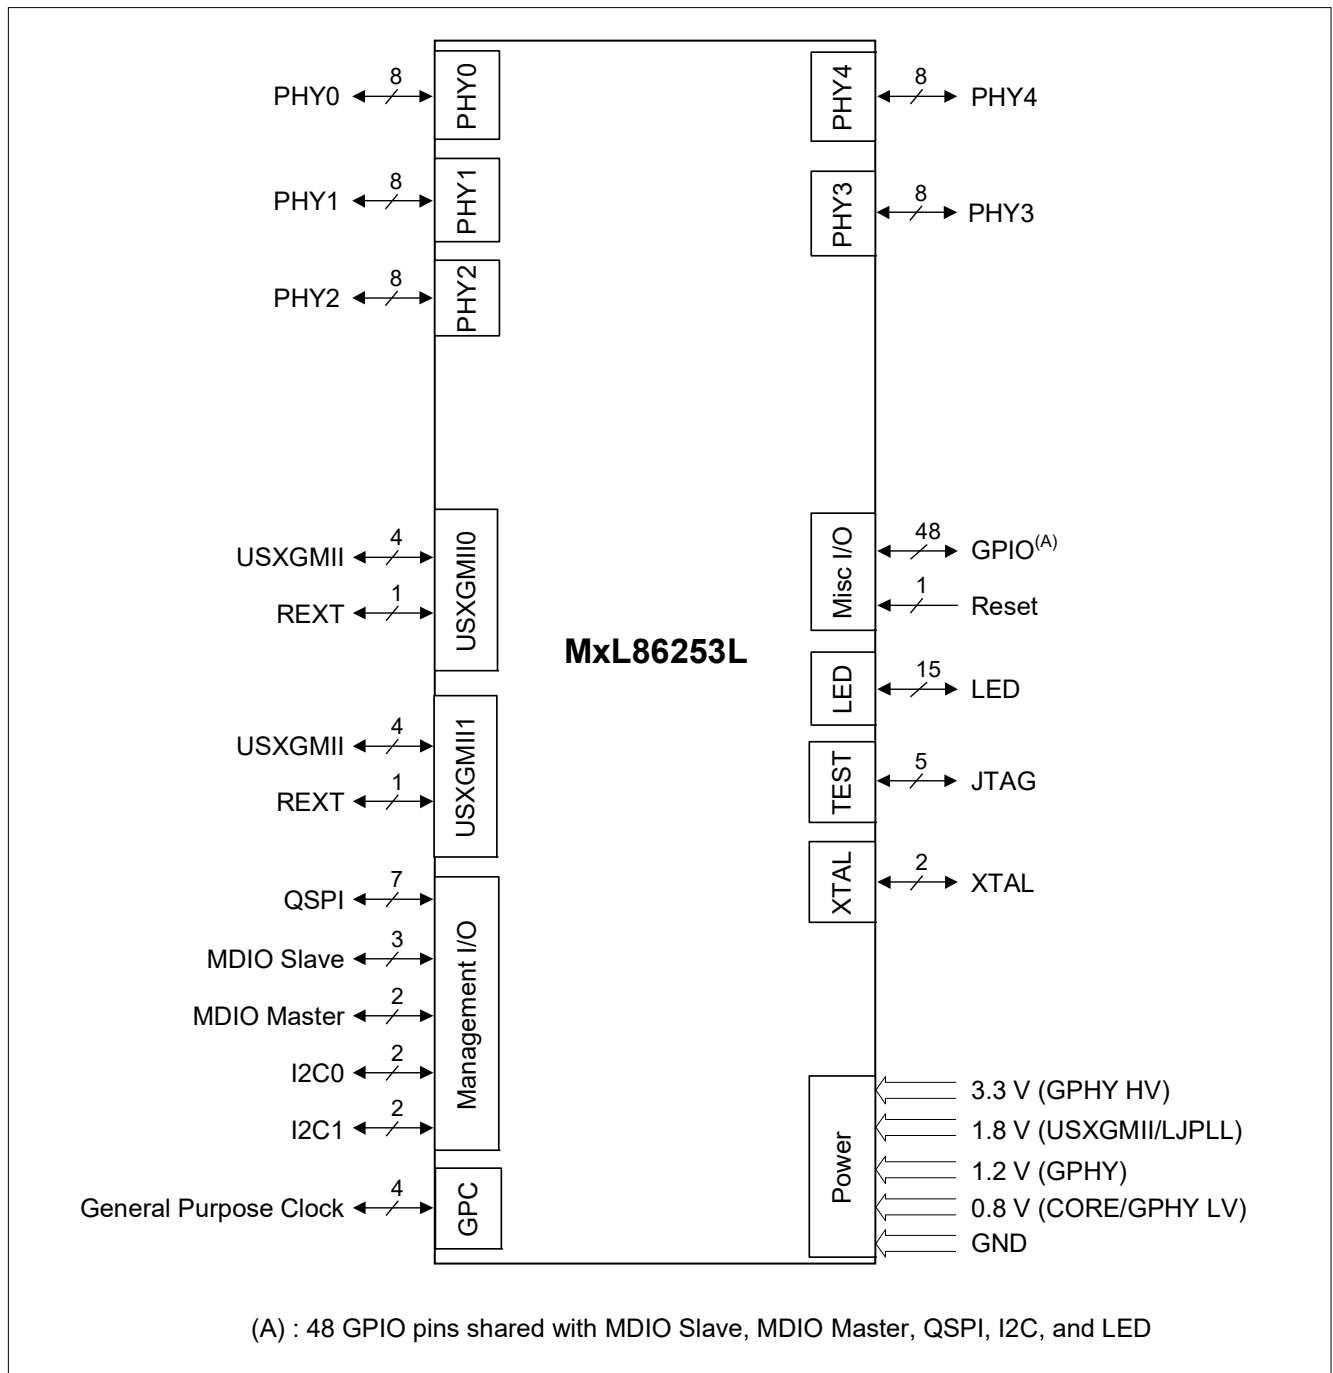 PHY0 8 PHY0
PHY1 8 PHY1
PHY2 8 PHY2
PHY4 8 PHY4
PHY3 8 PHY3
USXGMII 4 USXGMII0
REXT 1
USXGMII 4 USXGMII1
REXT 1
QSPI 7 Management I/O
MDIO Slave 3
MDIO Master 2
I2C0 2
I2C1 2
General Purpose Clock 4 GPC
MxL86253L
Misc I/O 48 GPIO(A)
1 Reset
LED 15 LED
TEST 5 JTAG
XTAL 2 XTAL
Power
3.3 V (GPHY HV)
1.8 V (USXGMII/LJPLL)
1.2 V (GPHY)
0.8 V (CORE/GPHY LV)
GND
(A) : 48 GPIO pins shared with MDIO Slave, MDIO Master, QSPI, I2C, and LED